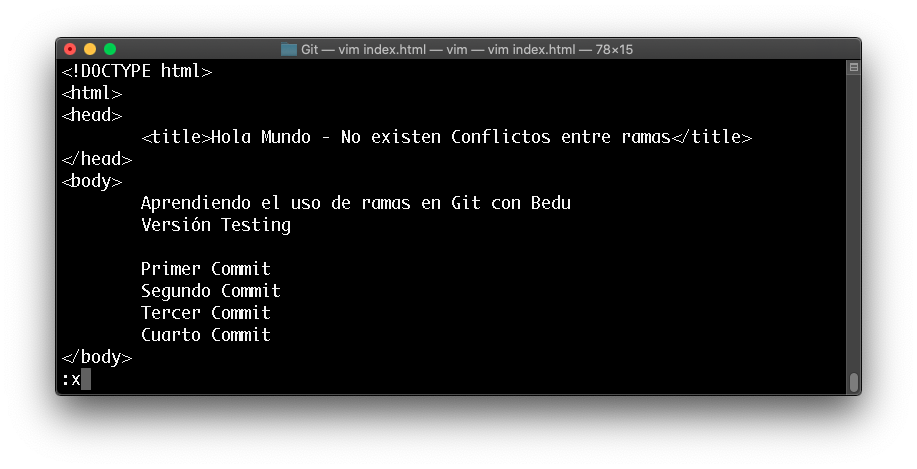 Git — vim index.html — vim — vim index.html — 78×15
<!DOCTYPE html>
<html>
<head>
<title>Hola Mundo - No existen Conflictos entre ramas</title>
</head>
<body>
Aprendiendo el uso de ramas en Git con Bedu
Versión Testing
Primer Commit
Segundo Commit
Tercer Commit
Cuarto Commit
</body>
:x